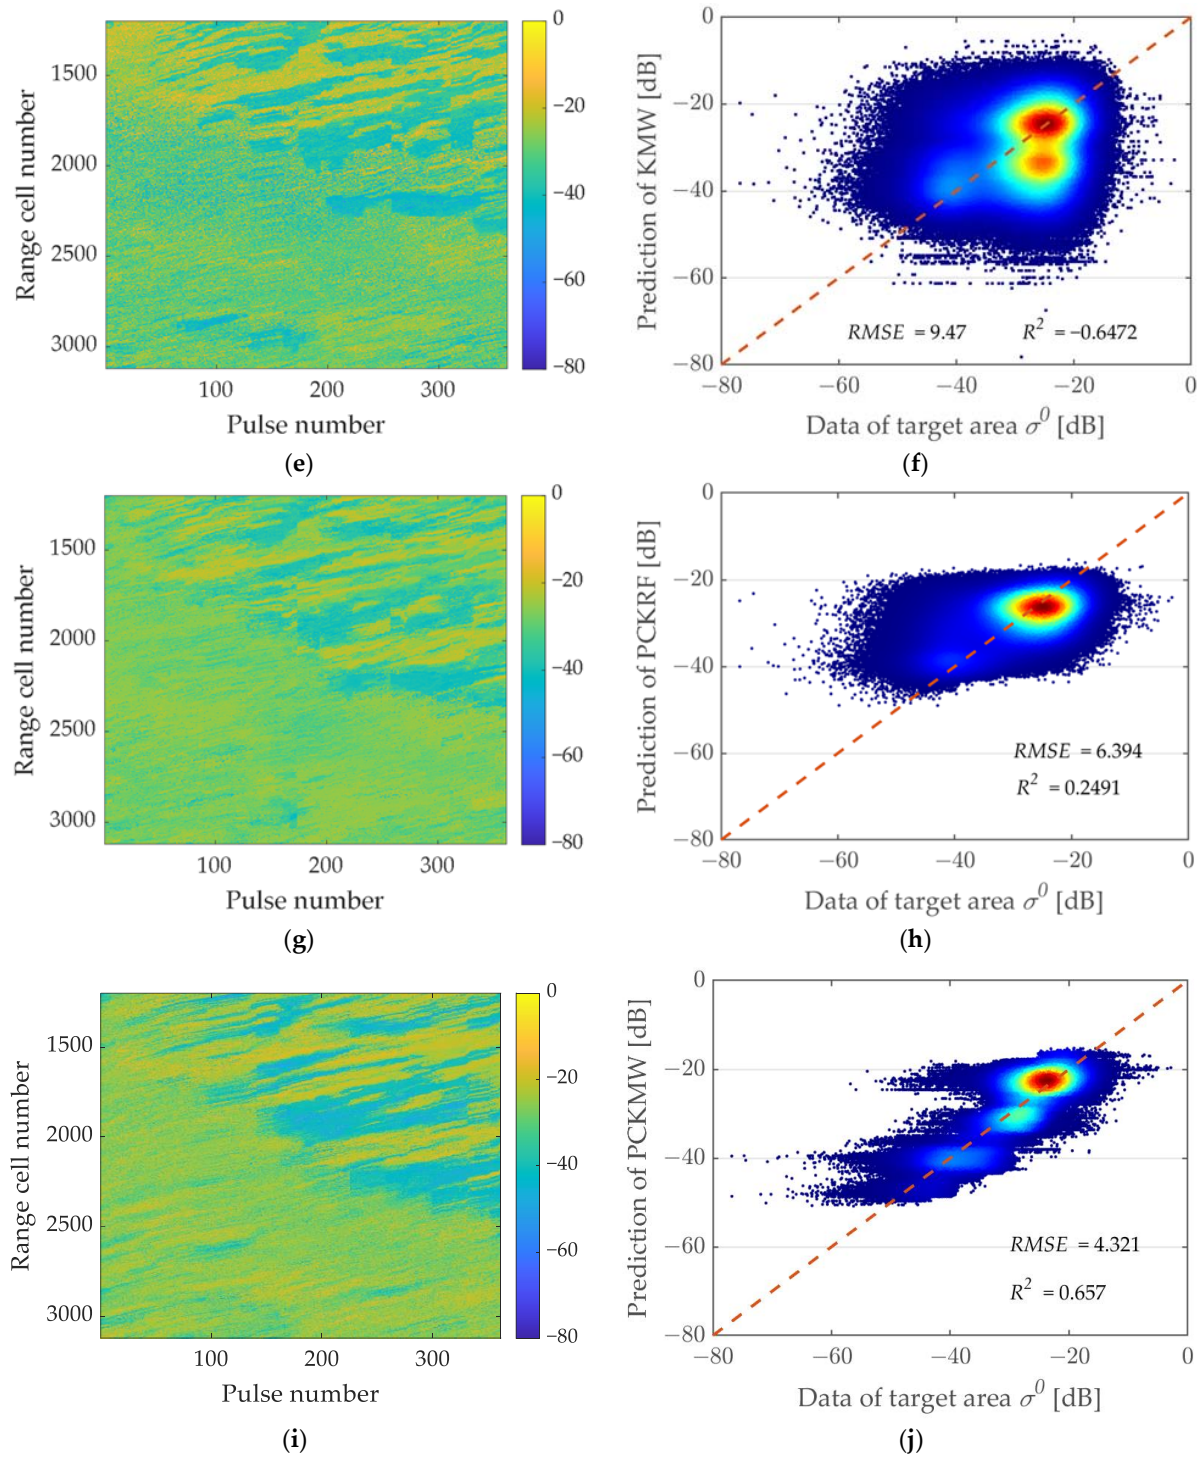 0
−20
−40
−60
−80
1500
2000
2500
3000
Range cell number
100 200 300
Pulse number
(e)
0
−20
−40
−60
−80
Prediction of KMW [dB]
RMSE = 9.47 R² = −0.6472
−80 −60 −40 −20 0
Data of target area σ⁰ [dB]
(f)
0
−20
−40
−60
−80
1500
2000
2500
3000
Range cell number
100 200 300
Pulse number
(g)
0
−20
−40
−60
−80
Prediction of PCKRF [dB]
RMSE = 6.394
R² = 0.2491
−80 −60 −40 −20 0
Data of target area σ⁰ [dB]
(h)
0
−20
−40
−60
−80
1500
2000
2500
3000
Range cell number
100 200 300
Pulse number
(i)
0
−20
−40
−60
−80
Prediction of PCKMW [dB]
RMSE = 4.321
R² = 0.657
−80 −60 −40 −20 0
Data of target area σ⁰ [dB]
(j)